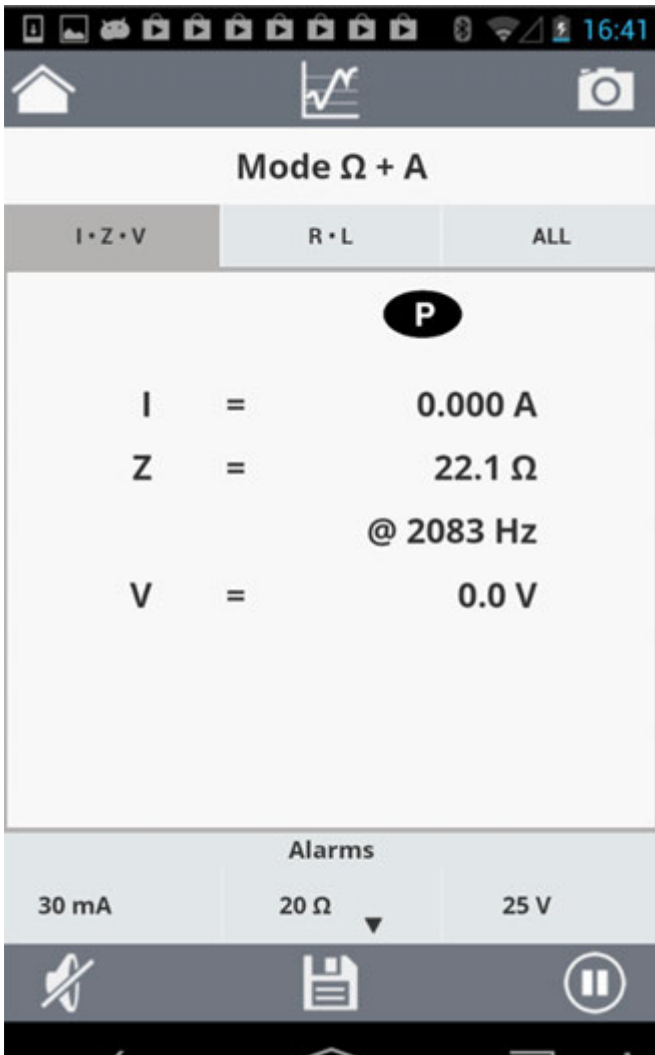 16:41
Mode Ω + A
I • Z • V R • L ALL
P
I = 0.000 A
Z = 22.1 Ω
@ 2083 Hz
V = 0.0 V
Alarms
30 mA 20 Ω ▼ 25 V